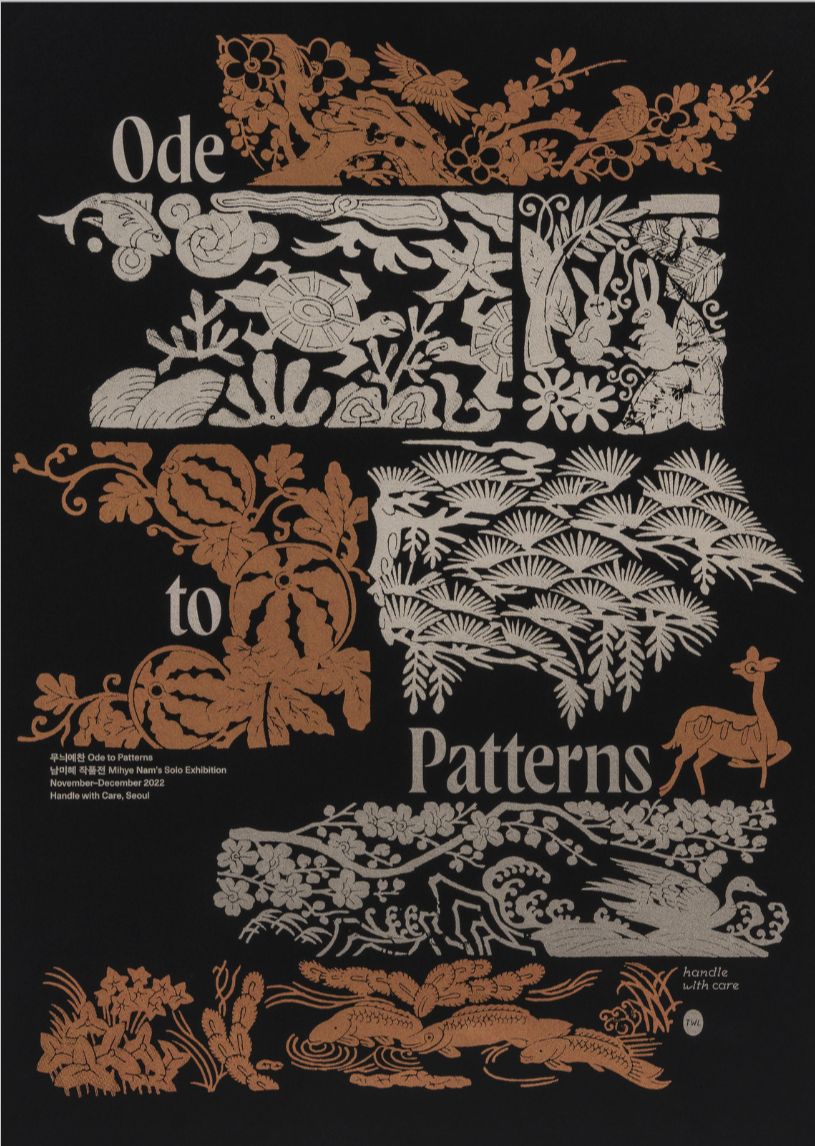 Ode
to
Patterns
무늬예찬 Ode to Patterns
남미혜 작품전 Mihye Nam's Solo Exhibition
November–December 2022
Handle with Care, Seoul
handle
with care
TWL